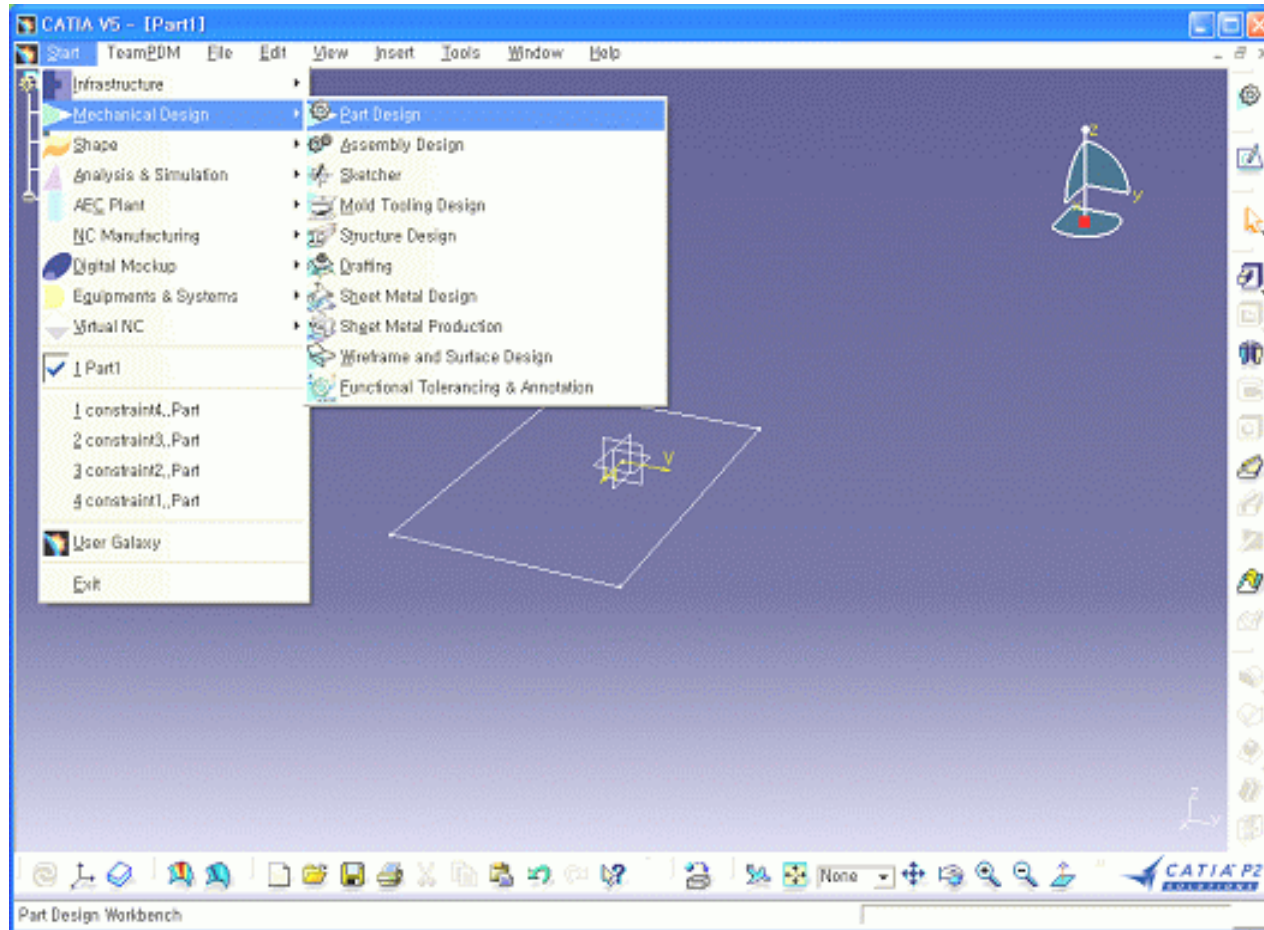 CATIA V5 - [Part1]
Start TeamPDM File Edit View Insert Tools Window Help
Infrastructure
Mechanical Design
Shape
Analysis & Simulation
AEC Plant
NC Manufacturing
Digital Mockup
Equipments & Systems
Virtual NC
1 Part1
1 constraint4,,Part
2 constraint3,,Part
3 constraint2,,Part
4 constraint1,,Part
User Galaxy
Exit
Part Design
Assembly Design
Sketcher
Mold Tooling Design
Structure Design
Drafting
Sheet Metal Design
Sheet Metal Production
Wireframe and Surface Design
Functional Tolerancing & Annotation
z
y
y
z
x y
None
CATIA P2
SOLUTIONS
Part Design Workbench